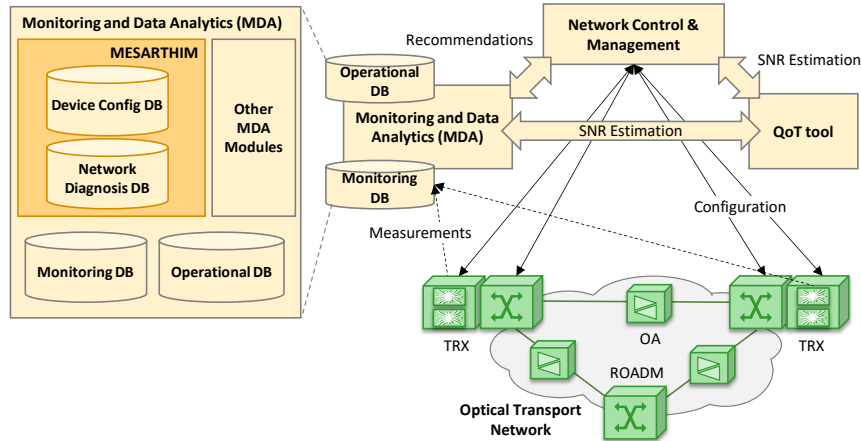 Monitoring and Data Analytics (MDA)
MESARTHIM
Device Config DB
Network
Diagnosis DB
Other
MDA
Modules
Monitoring DB
Operational DB
Recommendations
Network Control &
Management
SNR Estimation
Operational
DB
Monitoring and Data
Analytics (MDA)
SNR Estimation
QoT tool
Monitoring
DB
Measurements
Configuration
TRX
OA
TRX
ROADM
Optical Transport
Network